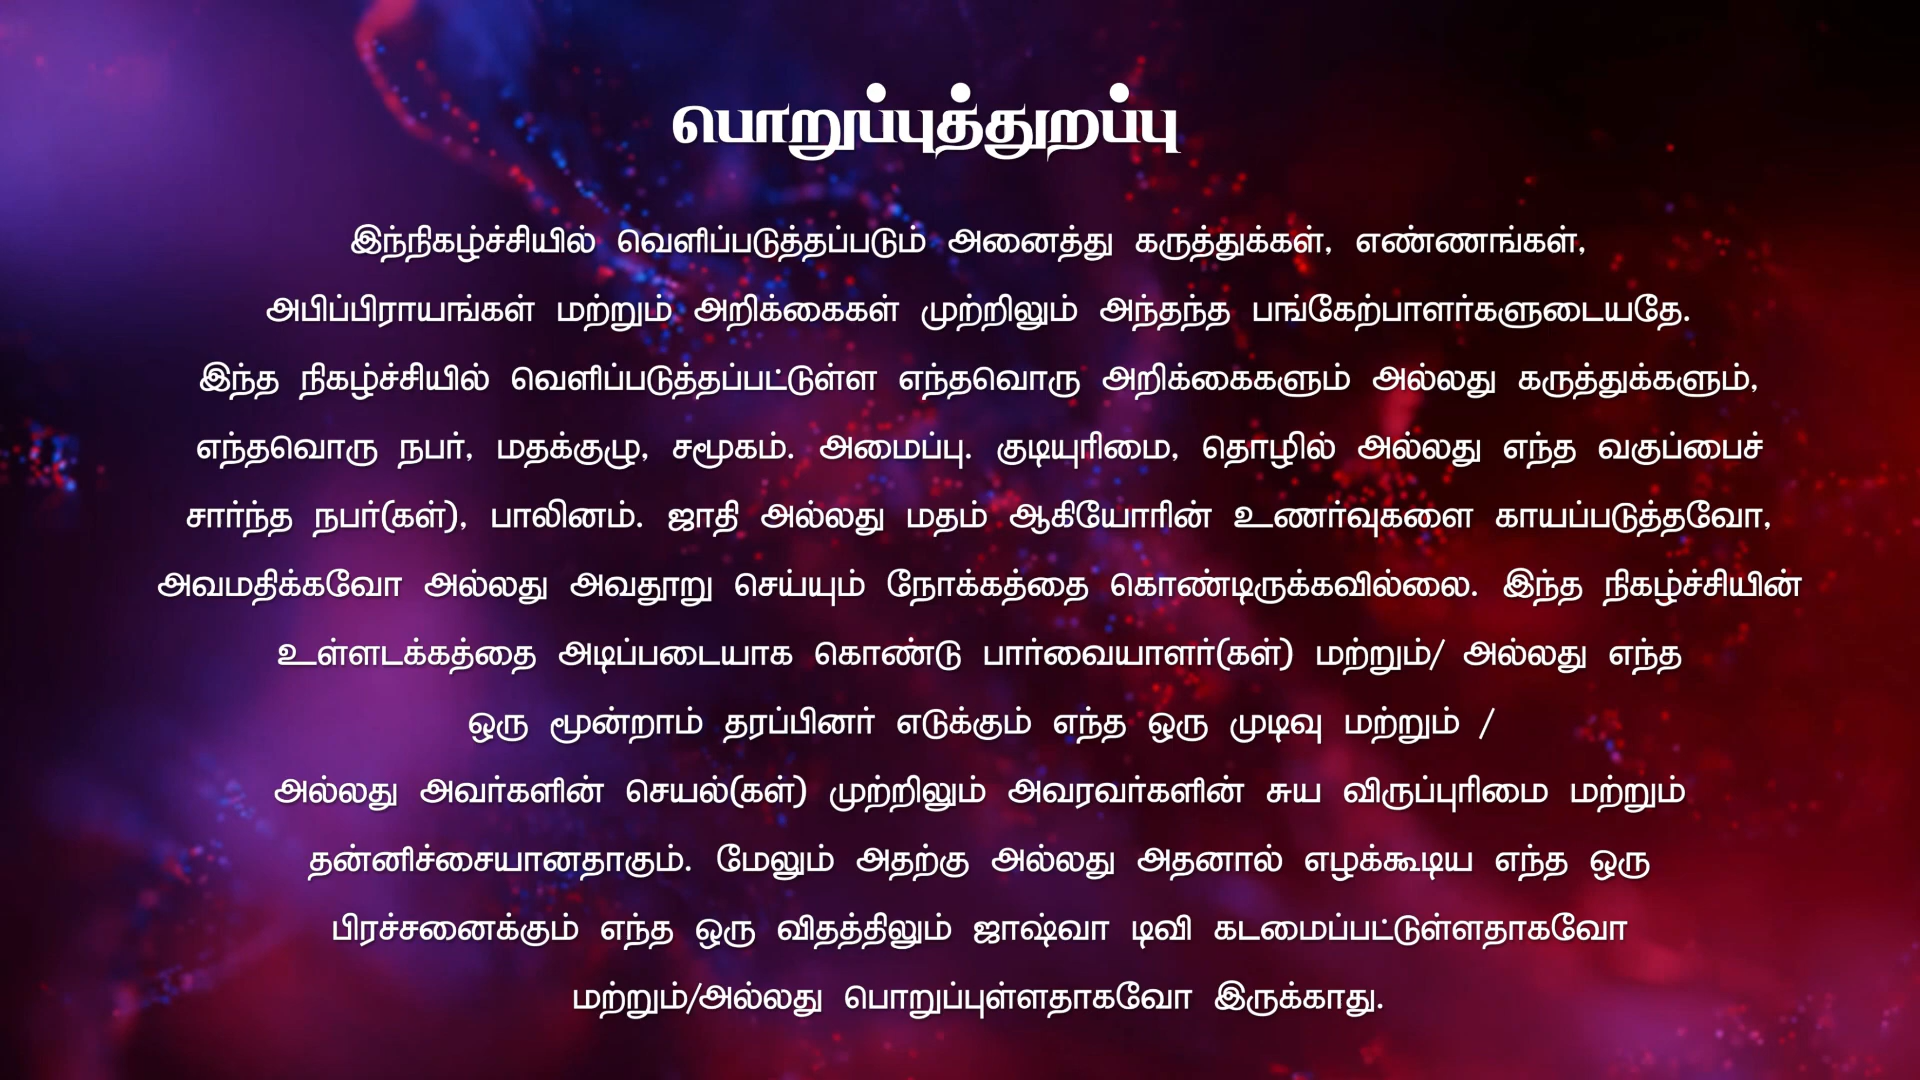 பொறுப்புத்துறப்பு
இந்நிகழ்ச்சியில் வெளிப்படுத்தப்படும் அனைத்து கருத்துக்கள், எண்ணங்கள்,
அபிப்பிராயங்கள் மற்றும் அறிக்கைகள் முற்றிலும் அந்தந்த பங்கேற்பாளர்களுடையதே.
இந்த நிகழ்ச்சியில் வெளிப்படுத்தப்பட்டுள்ள எந்தவொரு அறிக்கைகளும் அல்லது கருத்துக்களும்,
எந்தவொரு நபர், மதக்குழு, சமூகம். அமைப்பு. குடியுரிமை, தொழில் அல்லது எந்த வகுப்பைச்
சார்ந்த நபர்(கள்), பாலினம். ஜாதி அல்லது மதம் ஆகியோரின் உணர்வுகளை காயப்படுத்தவோ,
அவமதிக்கவோ அல்லது அவதூறு செய்யும் நோக்கத்தை கொண்டிருக்கவில்லை. இந்த நிகழ்ச்சியின்
உள்ளடக்கத்தை அடிப்படையாக கொண்டு பார்வையாளர்(கள்) மற்றும்/ அல்லது எந்த
ஒரு மூன்றாம் தரப்பினர் எடுக்கும் எந்த ஒரு முடிவு மற்றும் /
அல்லது அவர்களின் செயல்(கள்) முற்றிலும் அவரவர்களின் சுய விருப்புரிமை மற்றும்
தன்னிச்சையானதாகும். மேலும் அதற்கு அல்லது அதனால் எழக்கூடிய எந்த ஒரு
பிரச்சனைக்கும் எந்த ஒரு விதத்திலும் ஜாஷ்வா டிவி கடமைப்பட்டுள்ளதாகவோ
மற்றும்/அல்லது பொறுப்புள்ளதாகவோ இருக்காது.